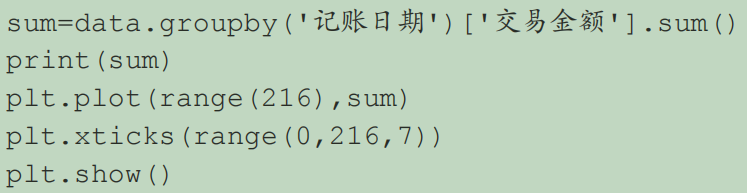 sum=data.groupby('记账日期')['交易金额'].sum()
print(sum)
plt.plot(range(216),sum)
plt.xticks(range(0,216,7))
plt.show()